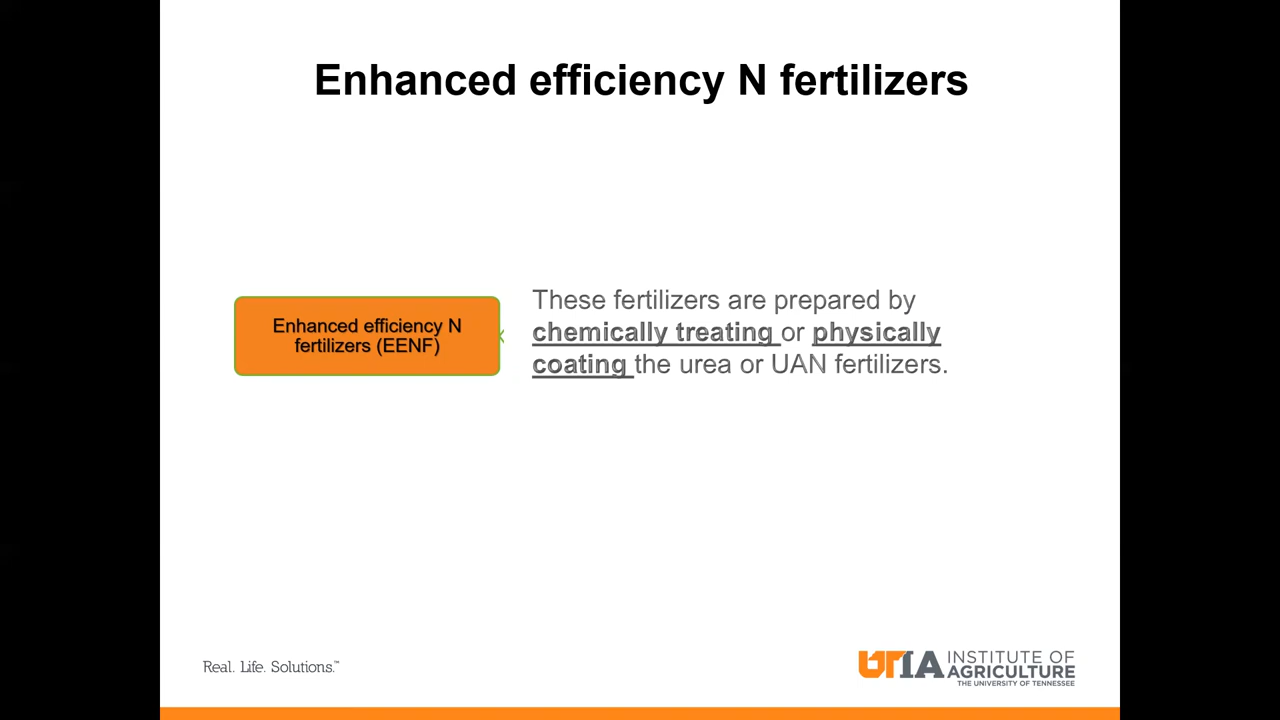 Enhanced efficiency N fertilizers
Enhanced efficiency N
fertilizers (EENF)
These fertilizers are prepared by
chemically treating or physically
coating the urea or UAN fertilizers.
Real. Life. Solutions.™
UTIA INSTITUTE OF
AGRICULTURE
THE UNIVERSITY OF TENNESSEE